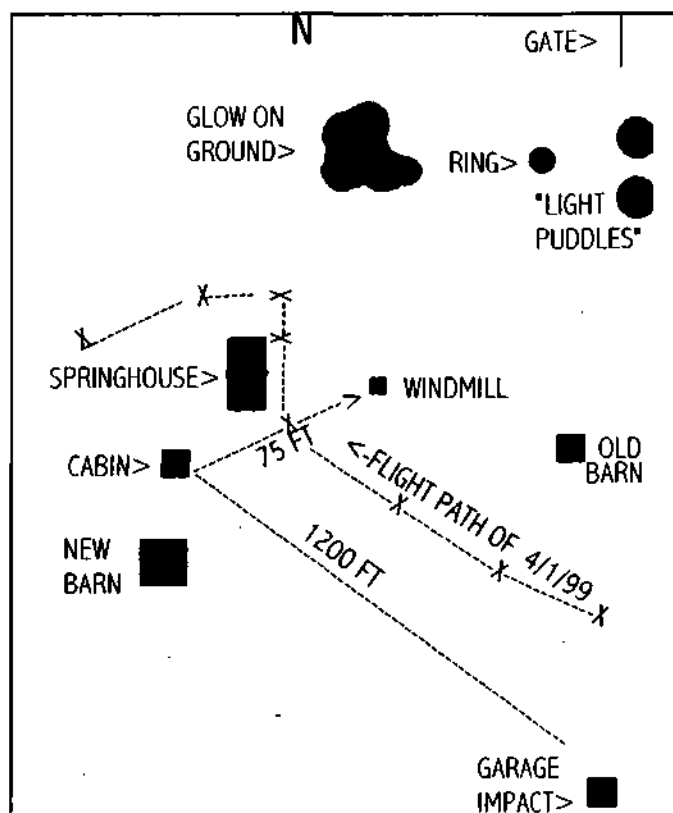 N
GATE>
GLOW ON
GROUND>
RING>
"LIGHT
PUDDLES"
X
X
X
X
SPRINGHOUSE>
WINDMILL
X
75 FT
CABIN>
<-FLIGHT PATH OF 4/1/99
OLD
BARN
X
NEW
BARN
1200 FT
X
X
GARAGE
IMPACT>